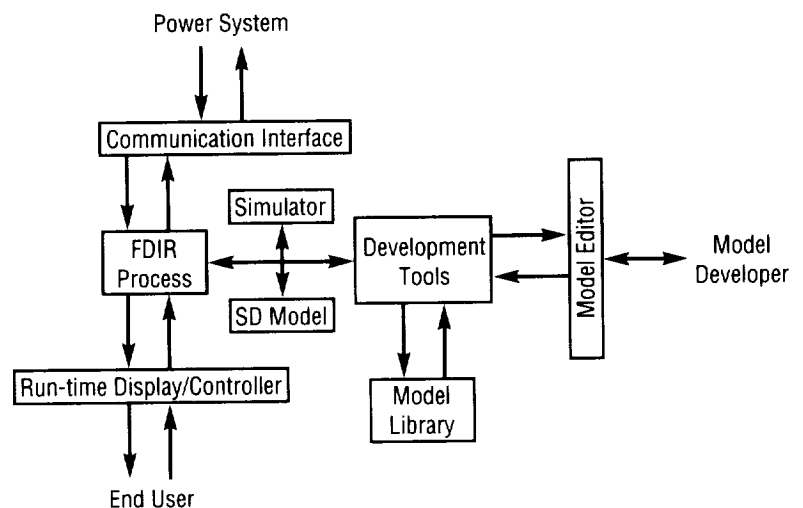 Power System
Communication Interface
Simulator
FDIR
Process
Development
Tools
Model Editor
Model
Developer
SD Model
Run-time Display/Controller
Model
Library
End User